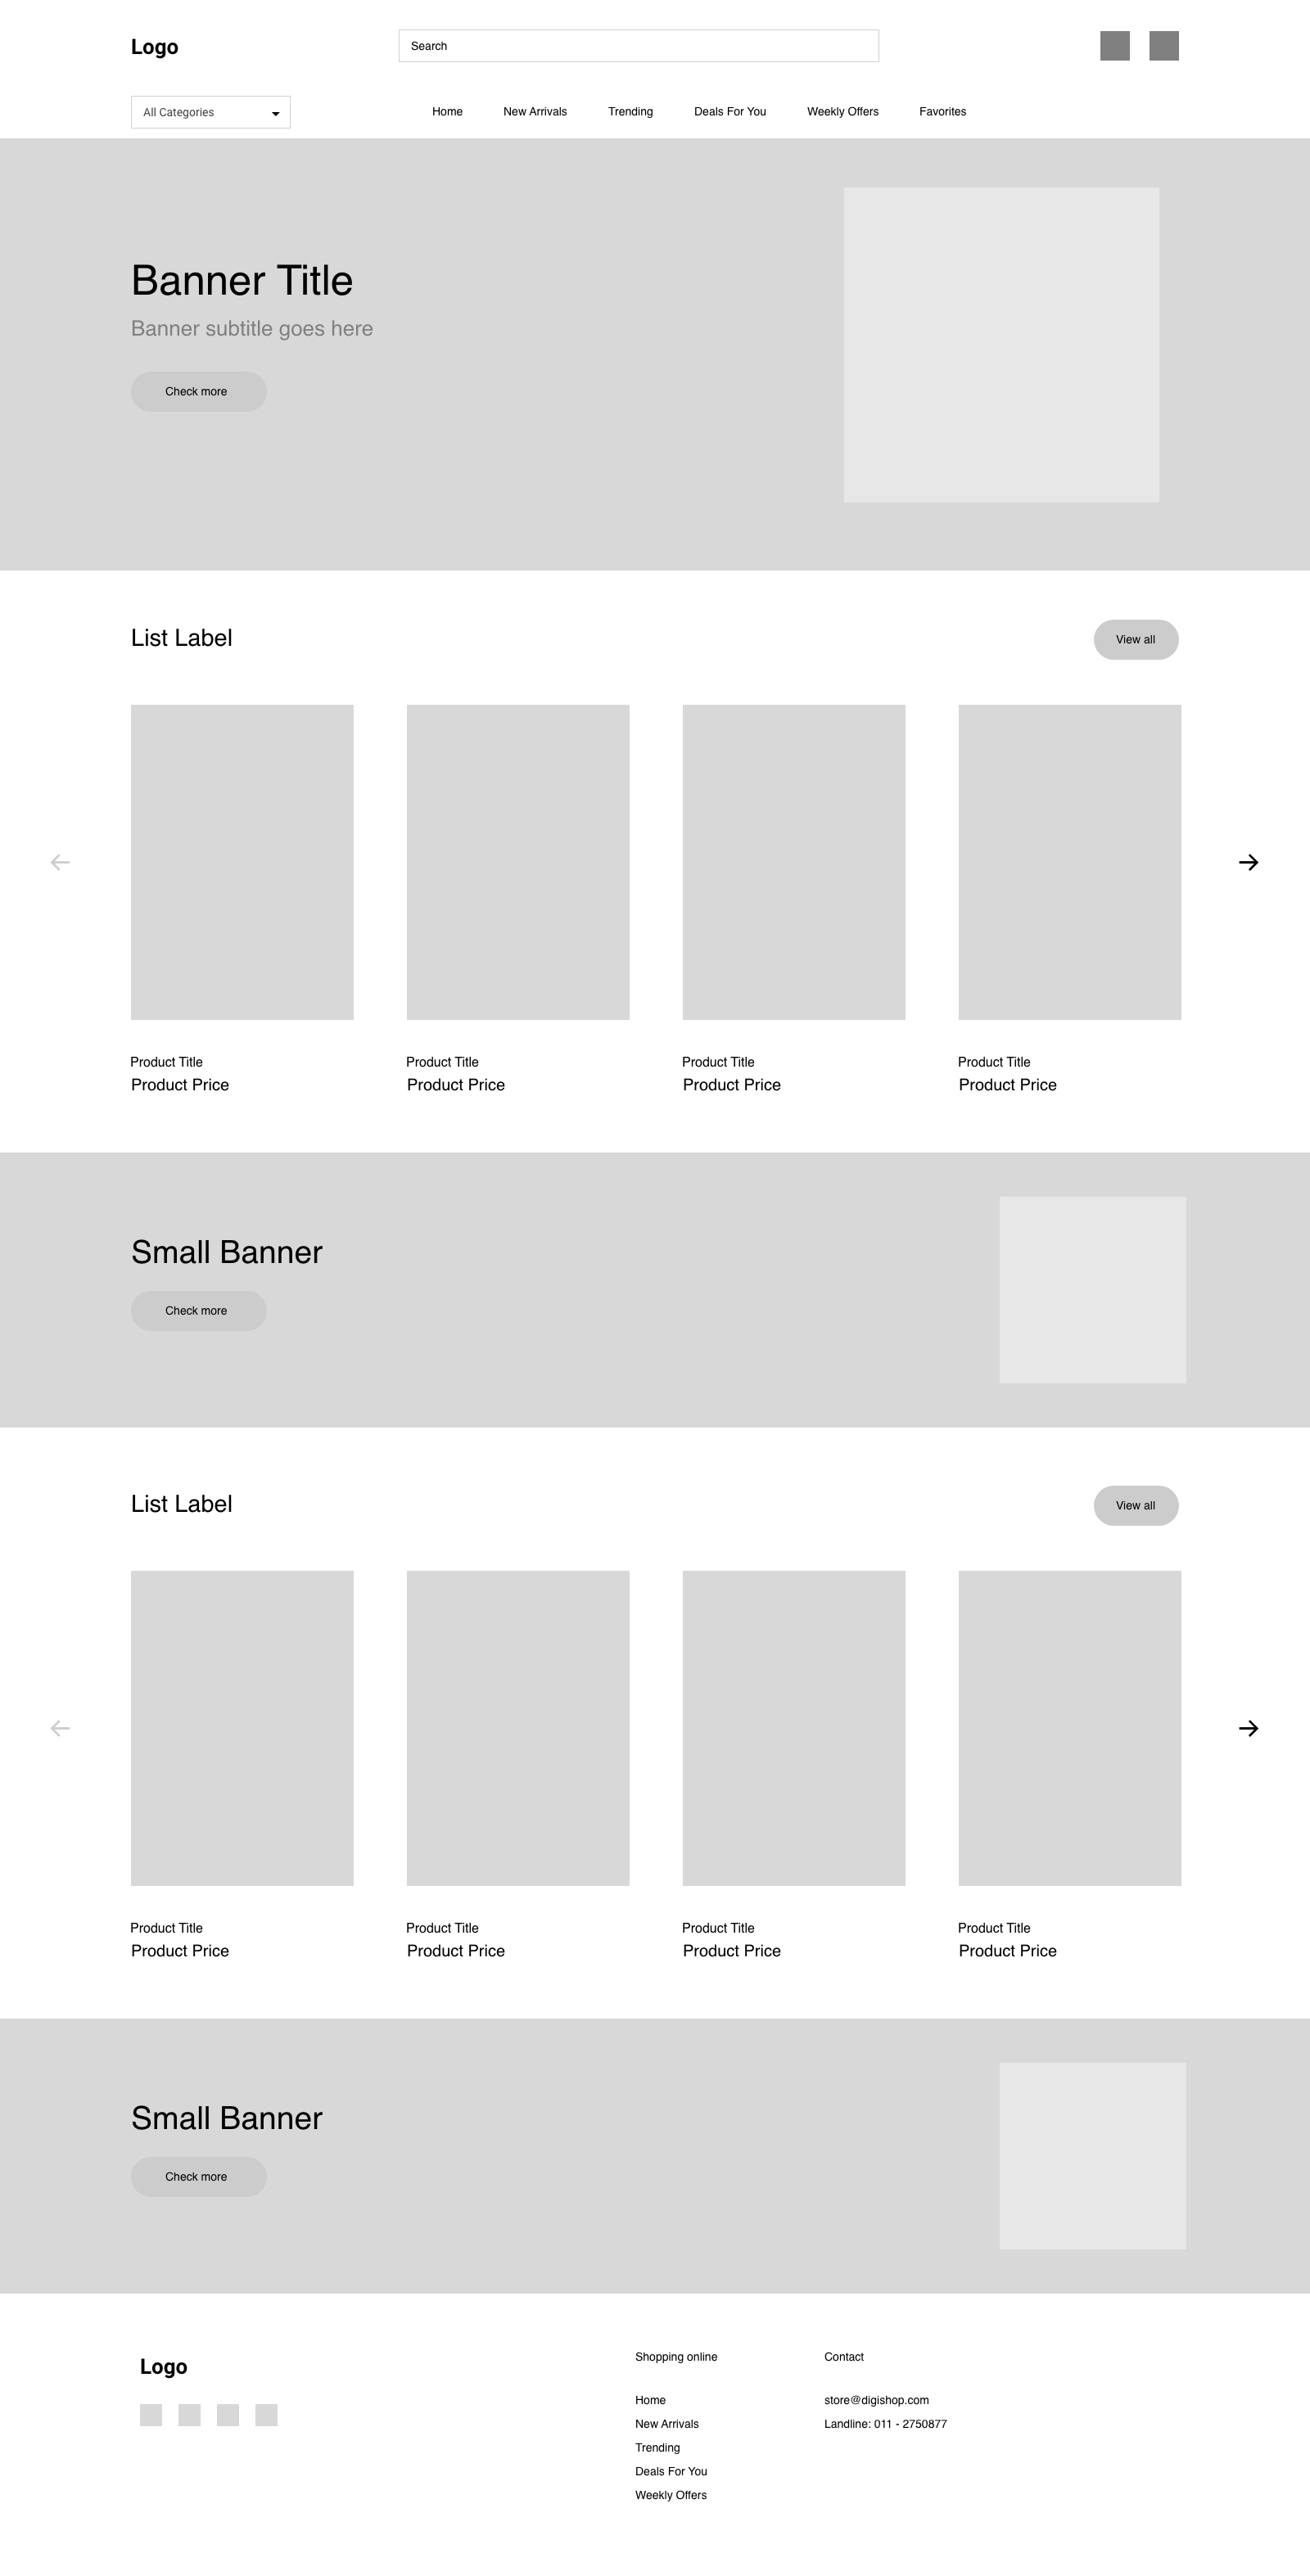 Logo
Search
All Categories
Home New Arrivals Trending Deals For You Weekly Offers Favorites
Banner Title
Banner subtitle goes here
Check more
List Label
View all
Product Title Product Title Product Title Product Title
Product Price Product Price Product Price Product Price
Small Banner
Check more
List Label
View all
Product Title Product Title Product Title Product Title
Product Price Product Price Product Price Product Price
Small Banner
Check more
Logo
Shopping online
Home
New Arrivals
Trending
Deals For You
Weekly Offers
Contact
store@digishop.com
Landline: 011 - 2750877